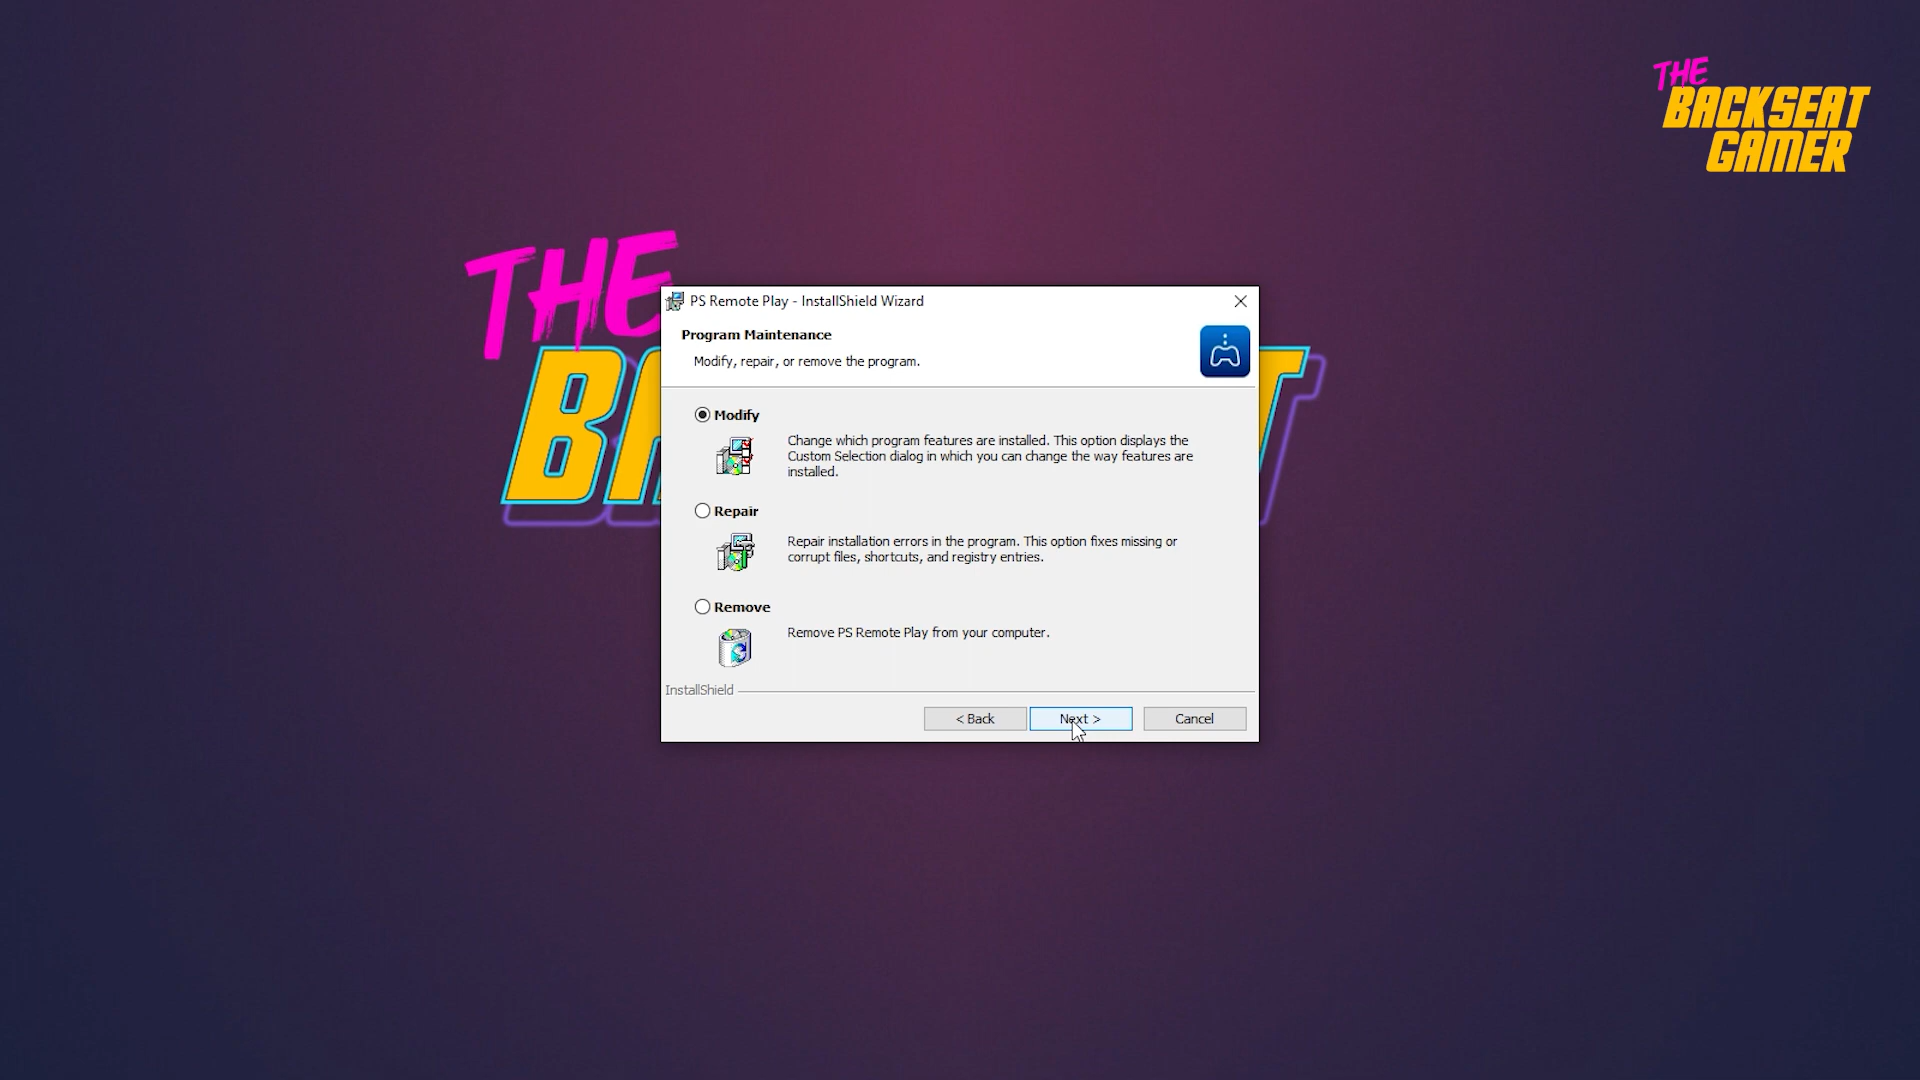 THE
BACKSEAT
GAMER
THE
PS Remote Play - InstallShield Wizard
Program Maintenance
Modify, repair, or remove the program.
Modify
Change which program features are installed. This option displays the
Custom Selection dialog in which you can change the way features are
installed.
Repair
Repair installation errors in the program. This option fixes missing or
corrupt files, shortcuts, and registry entries.
Remove
Remove PS Remote Play from your computer.
InstallShield
< Back
Next >
Cancel